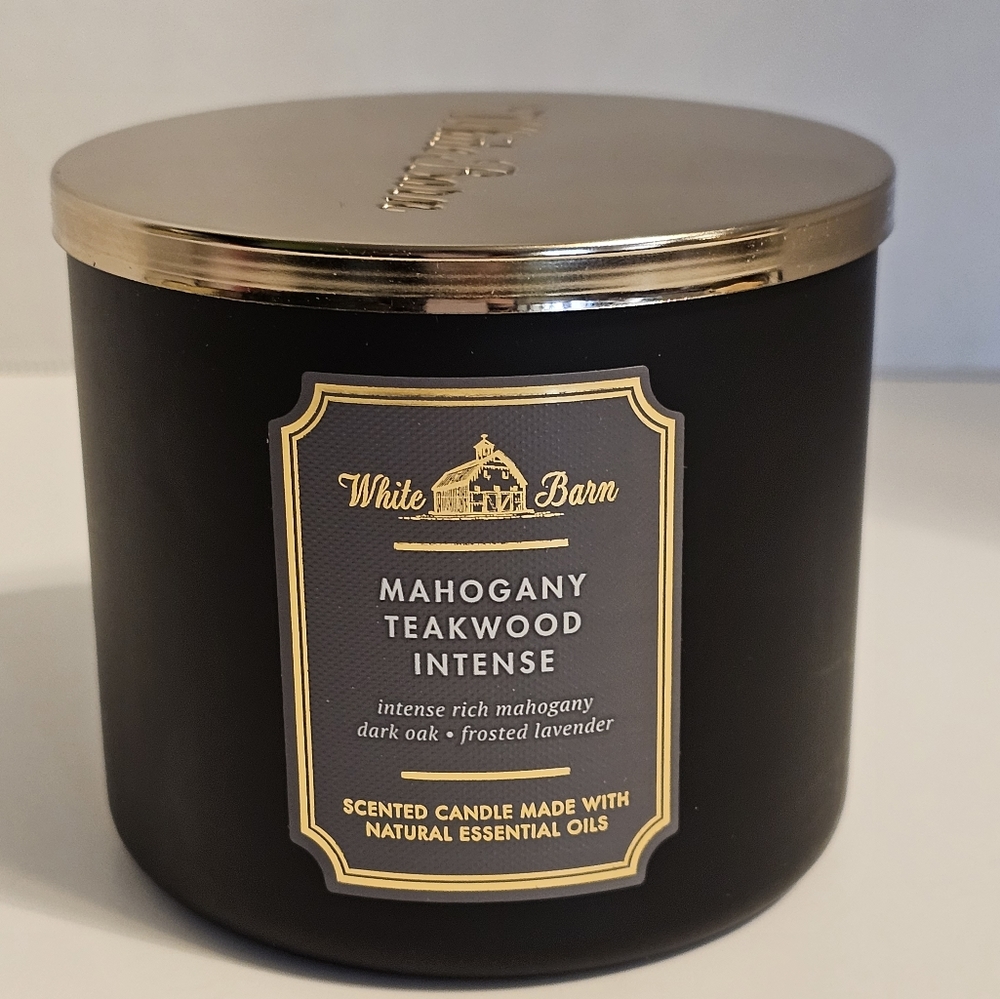 White Barn
MAHOGANY
TEAKWOOD
INTENSE
intense rich mahogany
dark oak • frosted lavender
SCENTED CANDLE MADE WITH
NATURAL ESSENTIAL OILS